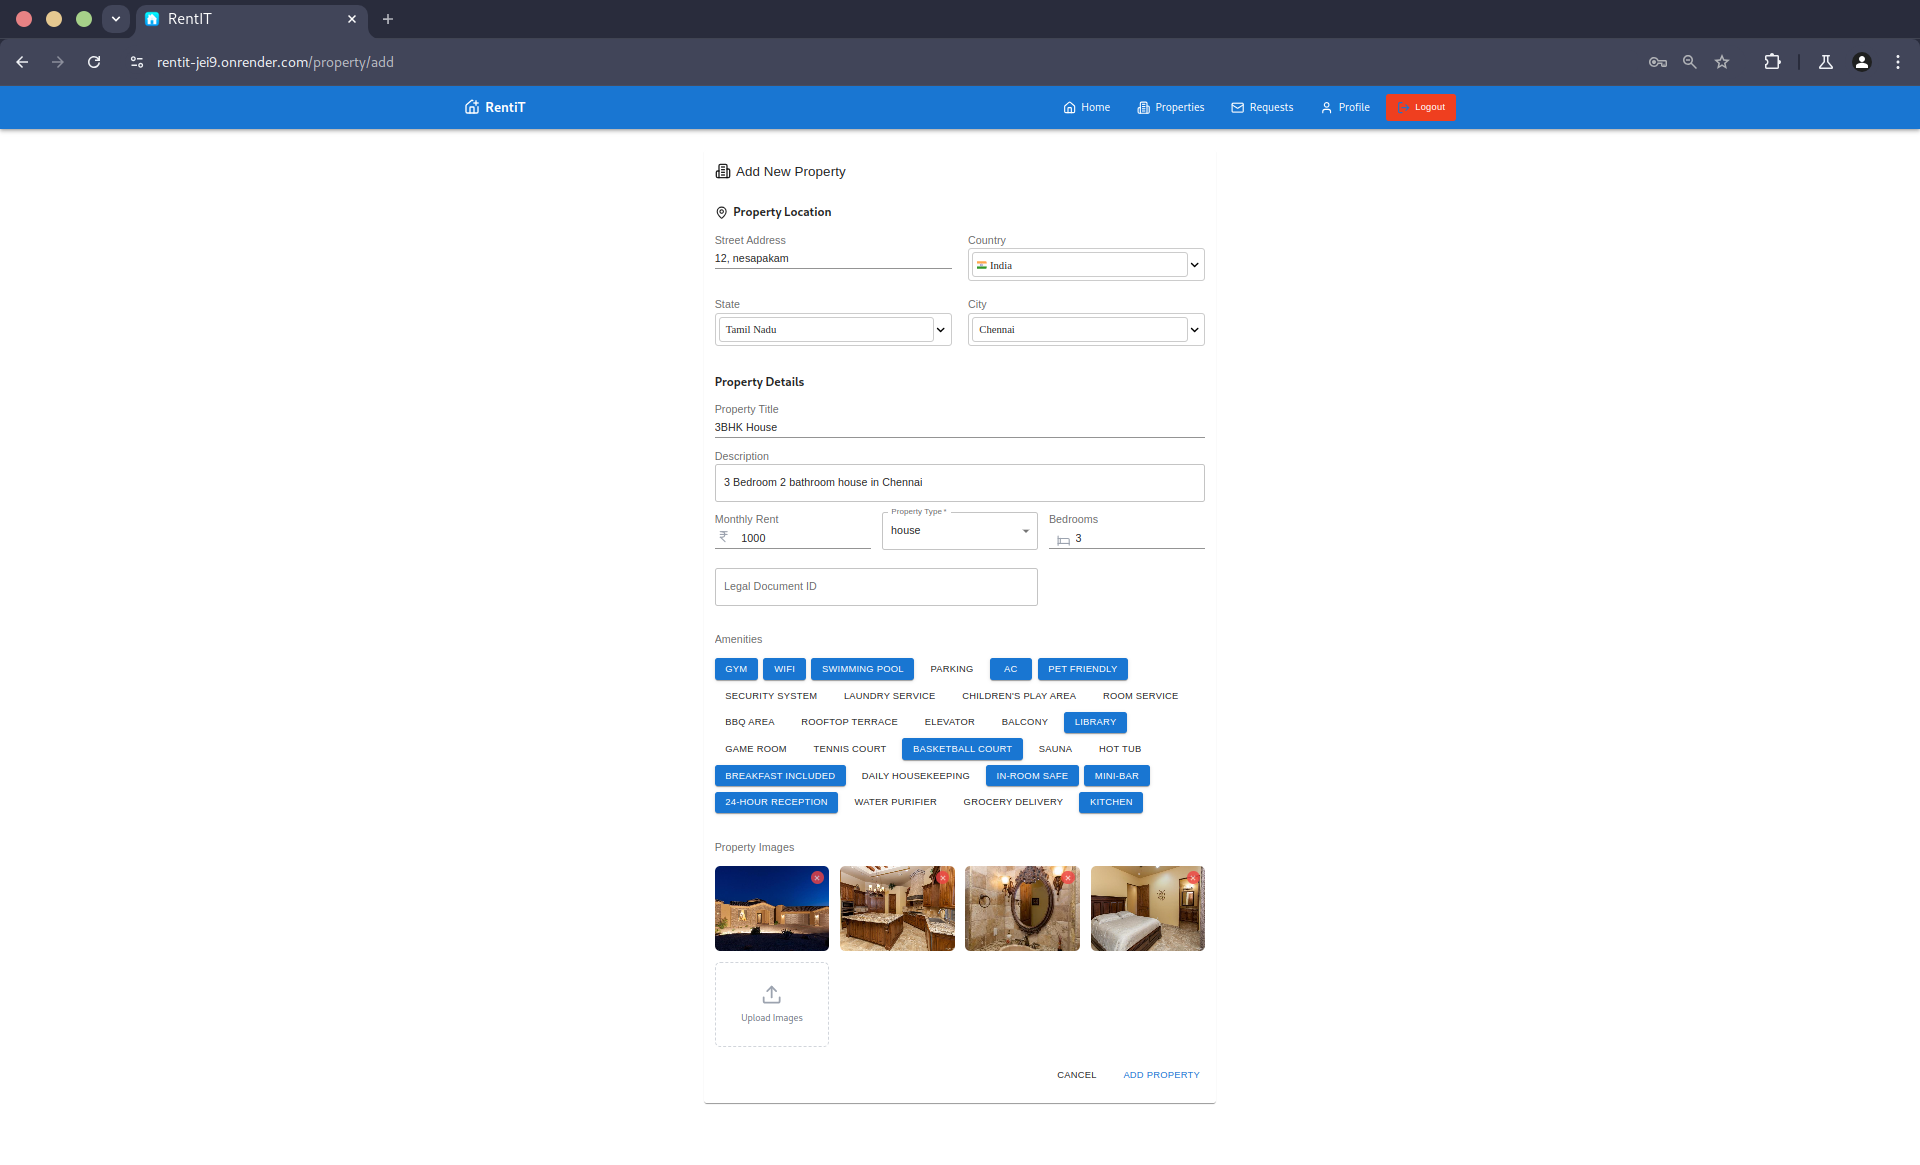 RentIT
rentit-jei9.onrender.com/property/add
RentiT
Home
Properties
Requests
Profile
Logout
Add New Property
Property Location
Street Address
Country
12, nesapakam
India
State
City
Tamil Nadu
Chennai
Property Details
Property Title
3BHK House
Description
3 Bedroom 2 bathroom house in Chennai
Monthly Rent
Property Type *
Bedrooms
₹ 1000
house
3
Legal Document ID
Amenities
GYM WIFI SWIMMING POOL PARKING AC PET FRIENDLY
SECURITY SYSTEM LAUNDRY SERVICE CHILDREN'S PLAY AREA ROOM SERVICE
BBQ AREA ROOFTOP TERRACE ELEVATOR BALCONY LIBRARY
GAME ROOM TENNIS COURT BASKETBALL COURT SAUNA HOT TUB
BREAKFAST INCLUDED DAILY HOUSEKEEPING IN-ROOM SAFE MINI-BAR
24-HOUR RECEPTION WATER PURIFIER GROCERY DELIVERY KITCHEN
Property Images
Upload Images
CANCEL ADD PROPERTY